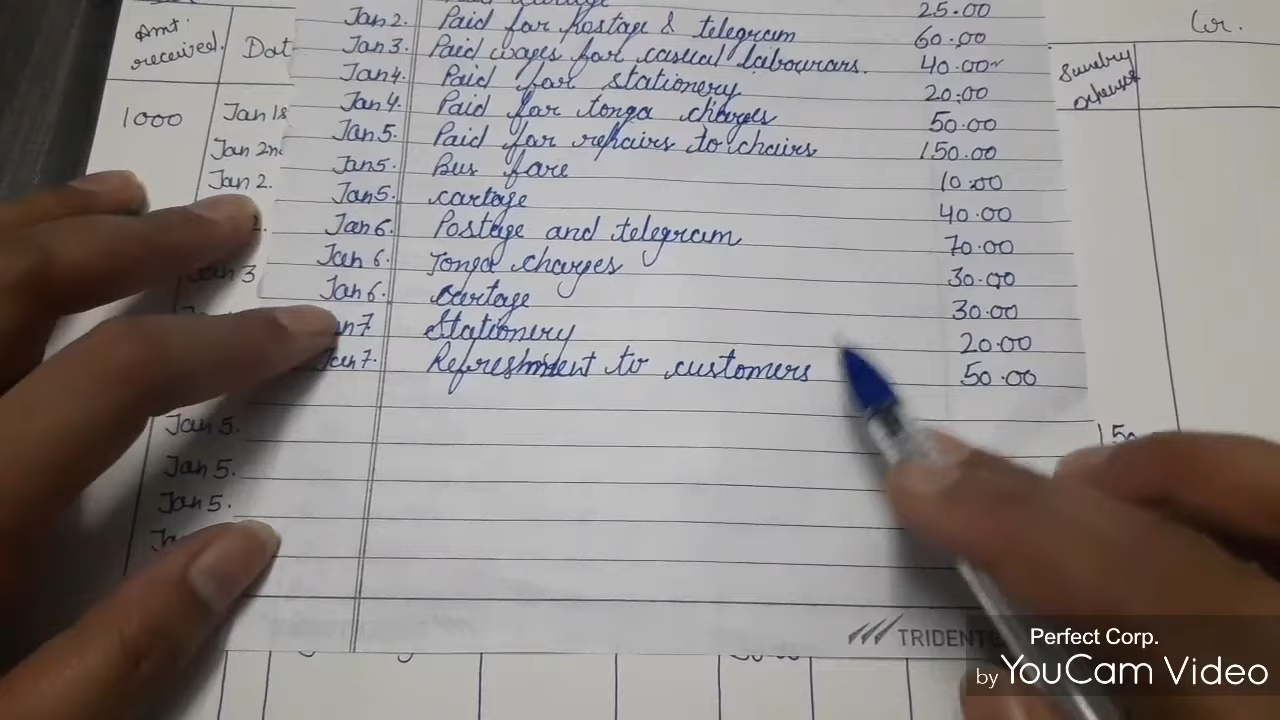 25.00
Jan 2. Paid for postage & telegram 60.00
Jan 3. Paid wages for casual labourars. 40.00
Jan 4. Paid for stationery 20.00
Jan 4. Paid for tonga charges 50.00
Jan 5. Paid for repairs to chairs 150.00
Jan 5. Bus fare 10.00
Jan 5. cartage 40.00
Jan 6. Postage and telegram 70.00
Jan 6. Tonga charges 30.00
Jan 6. cartage 30.00
Jan 7 Stationery 20.00
Jan 7. Refreshment to customers 50.00
TRIDENT
Amt received.
Dat
Cr.
Sundry expenses
1000 Jan 1s
Jan 2n
Jan 2.
2.
Jan 3
Jan 5. 150
Jan 5.
Jan 5.
Perfect Corp.
by YouCam Video